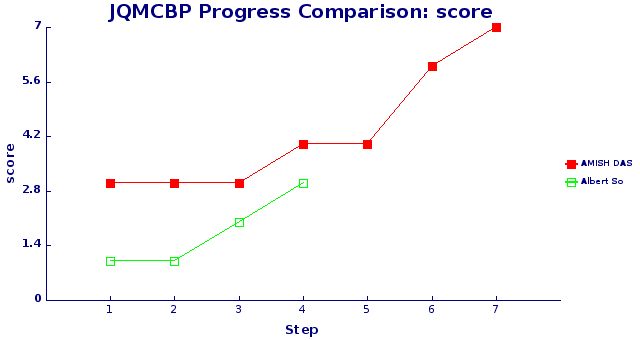 JQMCBP Progress Comparison: score
7
5.6
4.2
2.8
1.4
0
score
1 2 3 4 5 6 7
Step
AMISH DAS
Albert So